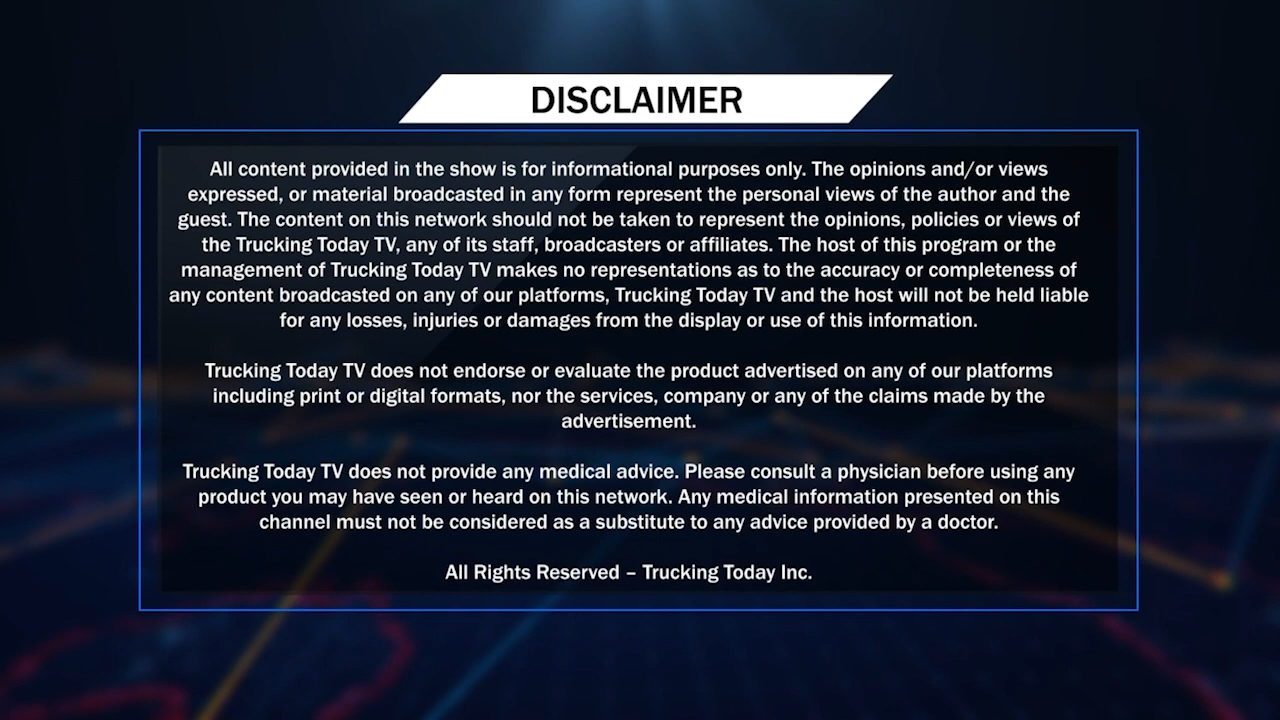 DISCLAIMER
All content provided in the show is for informational purposes only. The opinions and/or views
expressed, or material broadcasted in any form represent the personal views of the author and the
guest. The content on this network should not be taken to represent the opinions, policies or views of
the Trucking Today TV, any of its staff, broadcasters or affiliates. The host of this program or the
management of Trucking Today TV makes no representations as to the accuracy or completeness of
any content broadcasted on any of our platforms, Trucking Today TV and the host will not be held liable
for any losses, injuries or damages from the display or use of this information.
Trucking Today TV does not endorse or evaluate the product advertised on any of our platforms
including print or digital formats, nor the services, company or any of the claims made by the
advertisement.
Trucking Today TV does not provide any medical advice. Please consult a physician before using any
product you may have seen or heard on this network. Any medical information presented on this
channel must not be considered as a substitute to any advice provided by a doctor.
All Rights Reserved – Trucking Today Inc.